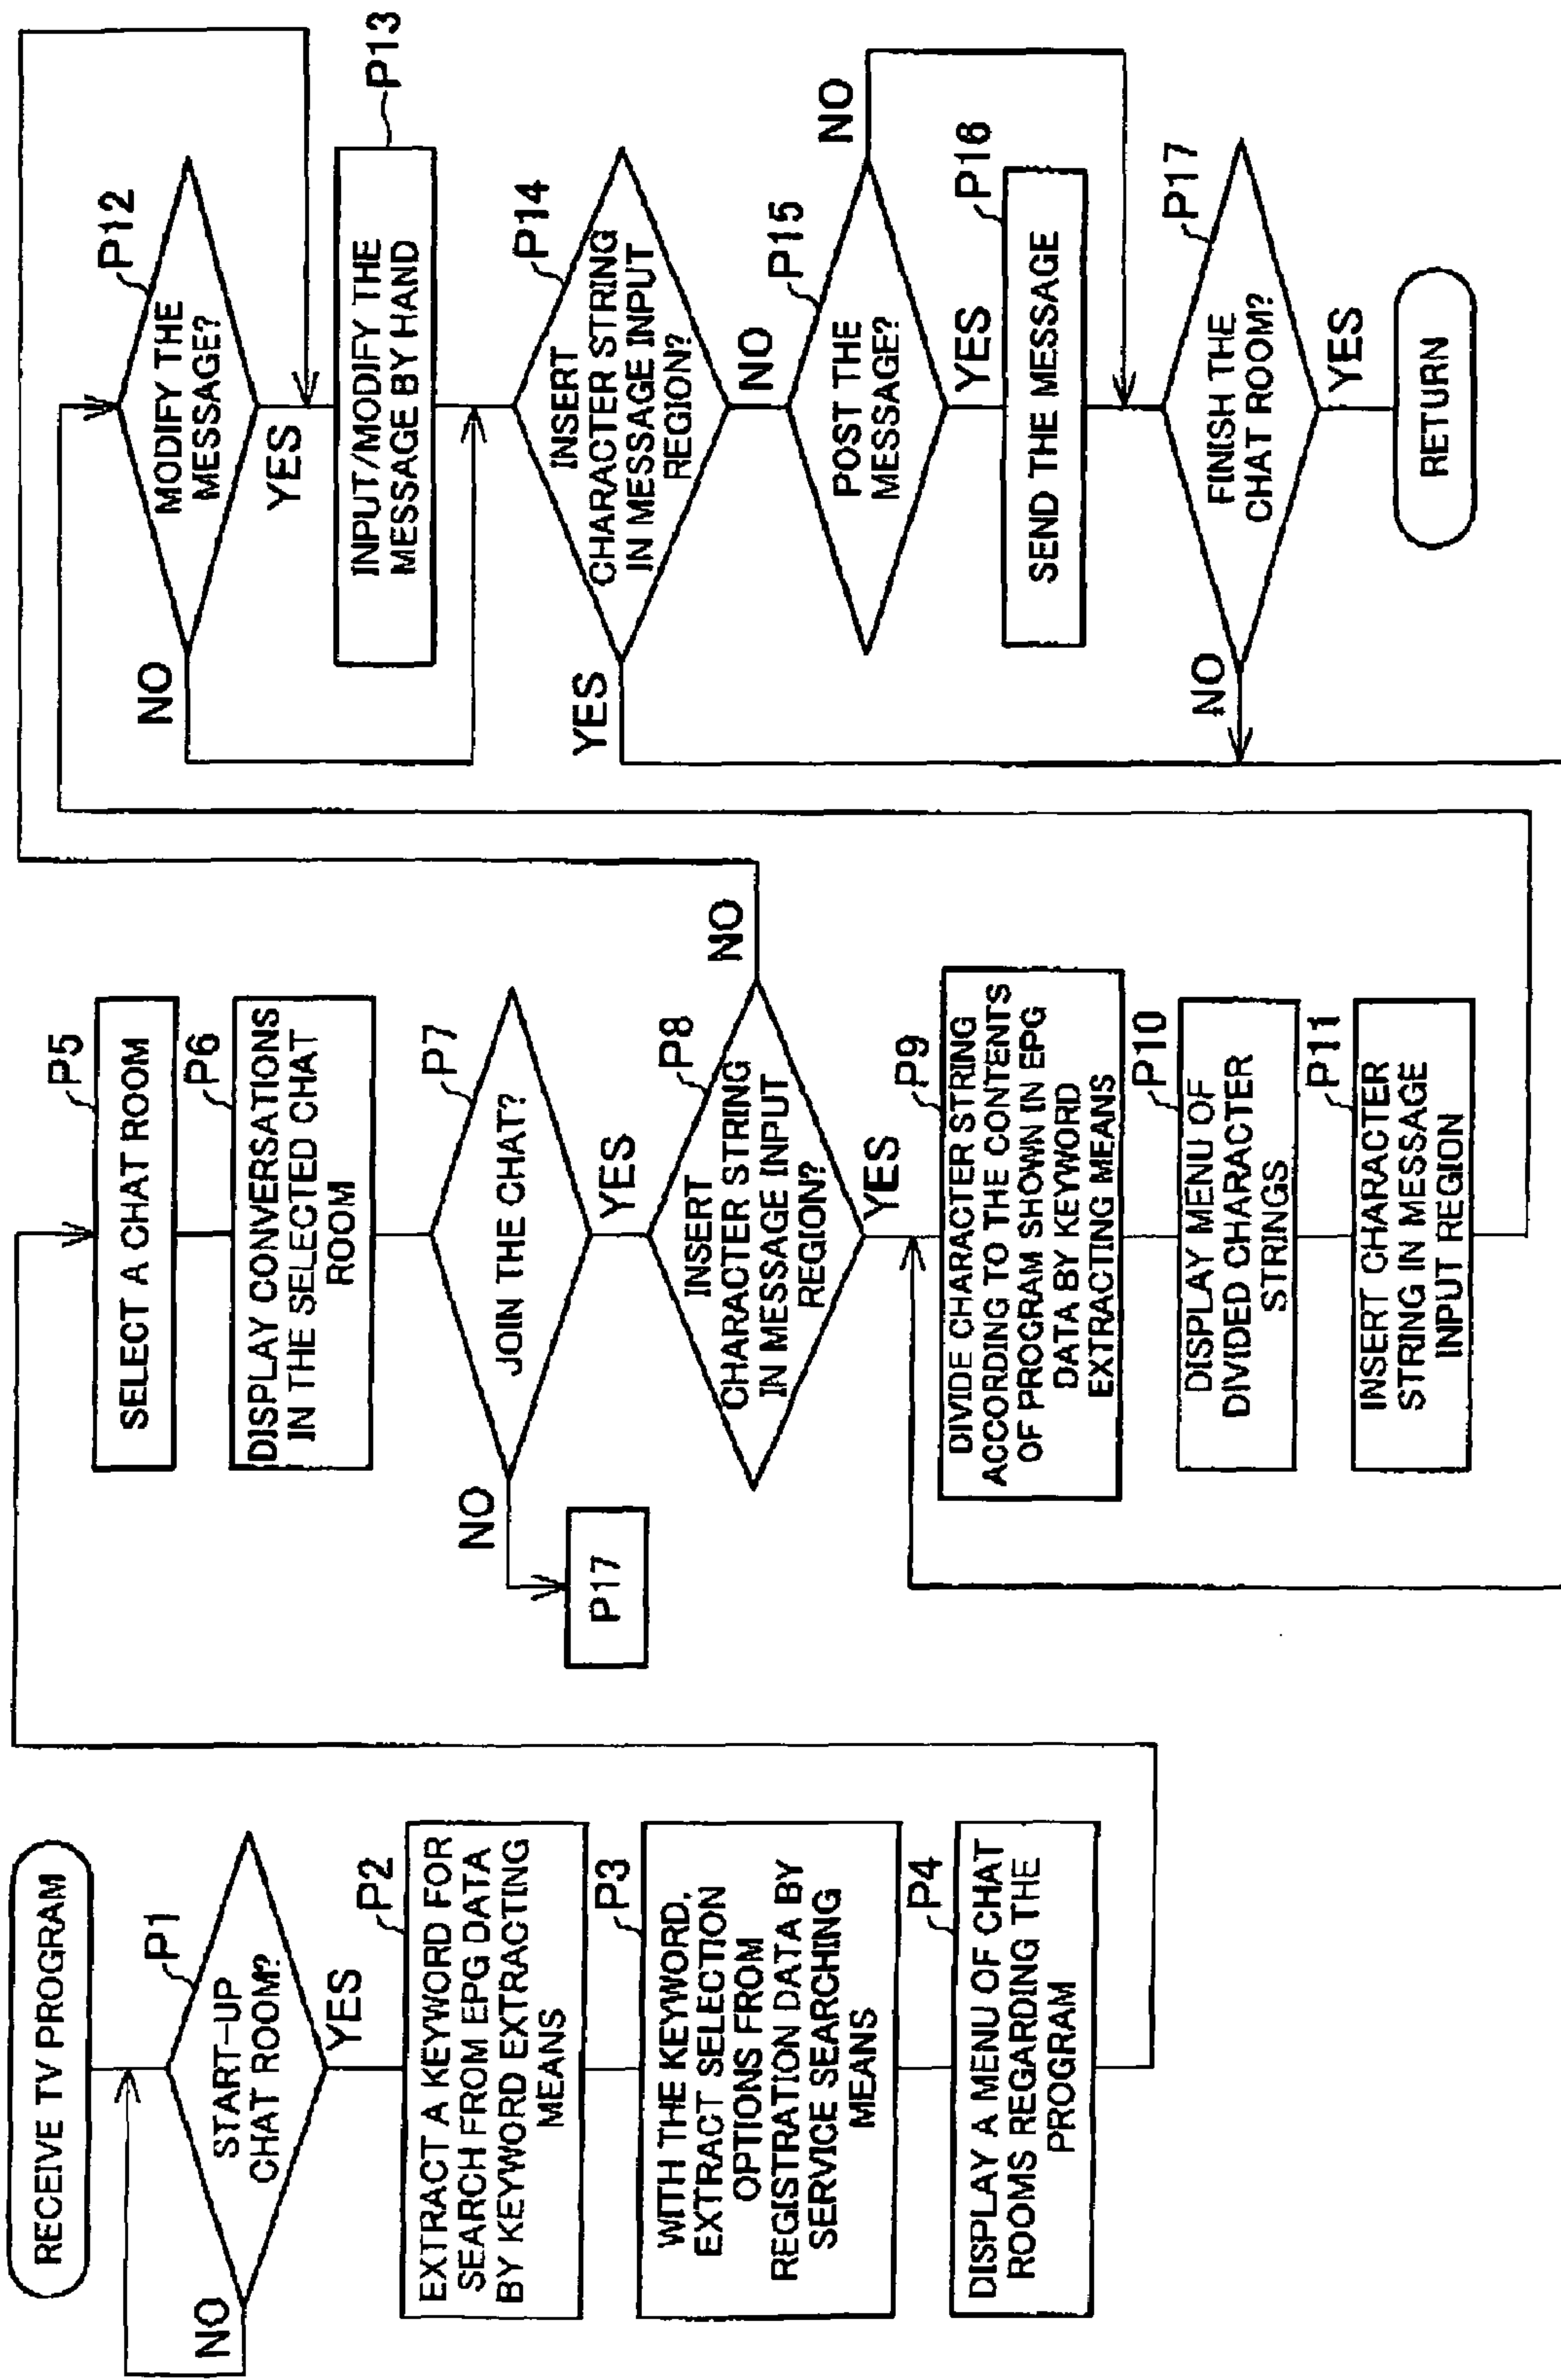 RECEIVE TV PROGRAM
P1
START-UP
CHAT ROOM?
NO
YES
P2
EXTRACT A KEYWORD FOR
SEARCH FROM EPG DATA
BY KEYWORD EXTRACTING
MEANS
P3
WITH THE KEYWORD,
EXTRACT SELECTION
OPTIONS FROM
REGISTRATION DATA BY
SERVICE SEARCHING
MEANS
P4
DISPLAY A MENU OF CHAT
ROOMS REGARDING THE
PROGRAM
P5
SELECT A CHAT ROOM
P6
DISPLAY CONVERSATIONS
IN THE SELECTED CHAT
ROOM
P7
JOIN THE CHAT?
NO
P17
YES
P8
INSERT
CHARACTER STRING
IN MESSAGE INPUT
REGION?
NO
YES
P9
DIVIDE CHARACTER STRING
ACCORDING TO THE CONTENTS
OF PROGRAM SHOWN IN EPG
DATA BY KEYWORD
EXTRACTING MEANS
P10
DISPLAY MENU OF
DIVIDED CHARACTER
STRINGS
P11
INSERT CHARACTER
STRING IN MESSAGE
INPUT REGION
P12
MODIFY THE
MESSAGE?
NO
YES
P13
INPUT/MODIFY THE
MESSAGE BY HAND
P14
INSERT
CHARACTER STRING
IN MESSAGE INPUT
REGION?
YES
NO
P15
POST THE
MESSAGE?
NO
YES
P16
SEND THE MESSAGE
P17
FINISH THE
CHAT ROOM?
NO
YES
RETURN